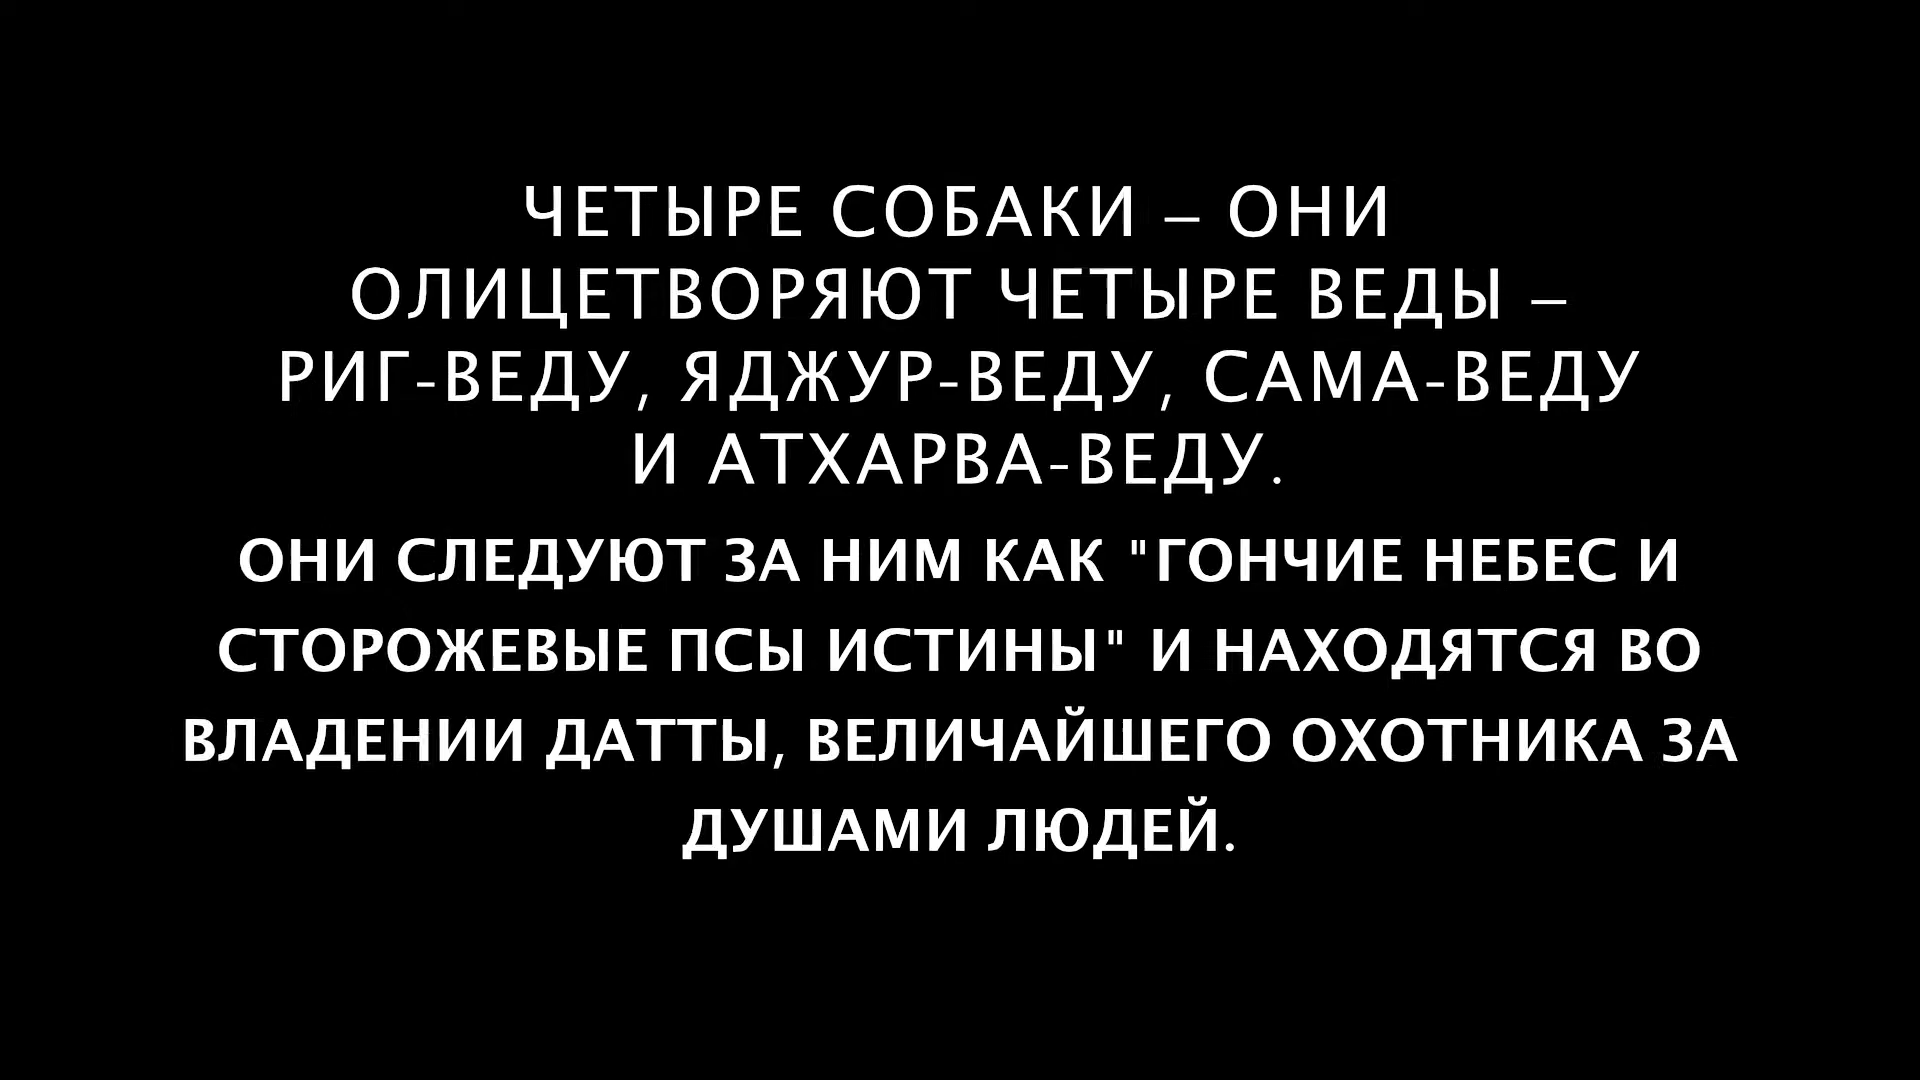 ЧЕТЫРЕ СОБАКИ – ОНИ
ОЛИЦЕТВОРЯЮТ ЧЕТЫРЕ ВЕДЫ –
РИГ-ВЕДУ, ЯДЖУР-ВЕДУ, САМА-ВЕДУ
И АТХАРВА-ВЕДУ.
ОНИ СЛЕДУЮТ ЗА НИМ КАК "ГОНЧИЕ НЕБЕС И
СТОРОЖЕВЫЕ ПСЫ ИСТИНЫ" И НАХОДЯТСЯ ВО
ВЛАДЕНИИ ДАТТЫ, ВЕЛИЧАЙШЕГО ОХОТНИКА ЗА
ДУШАМИ ЛЮДЕЙ.